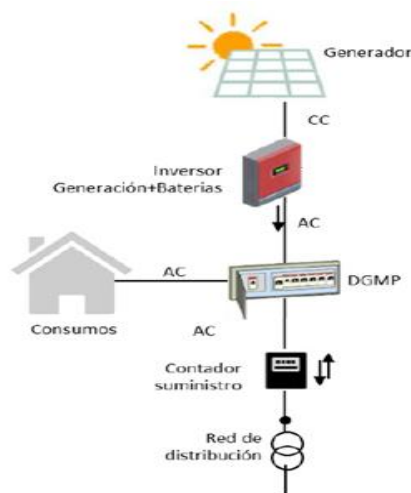 Generador
CC
Inversor
Generación+Baterias
AC
AC
DGMP
Consumos
AC
Contador
suministro
Red de
distribución